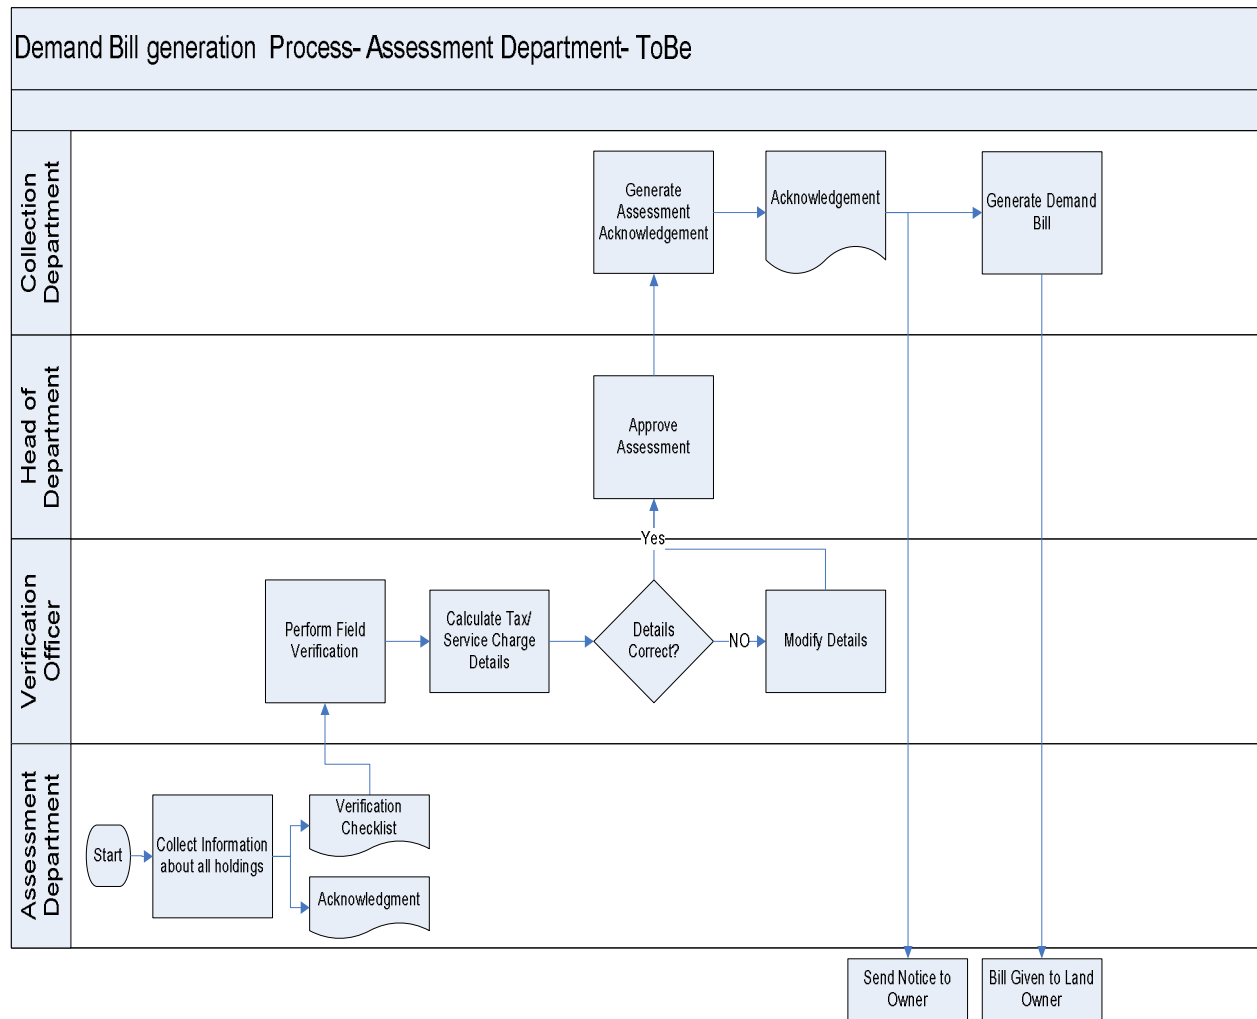 Demand Bill generation Process- Assessment Department- ToBe
Collection
Department
Generate
Assessment
Acknowledgement
Acknowledgement
Generate Demand
Bill
Head of
Department
Approve
Assessment
Yes
Verification
Officer
Perform Field
Verification
Calculate Tax/
Service Charge
Details
Details
Correct?
NO
Modify Details
Assessment
Department
Start
Collect Information
about all holdings
Verification
Checklist
Acknowledgment
Send Notice to
Owner
Bill Given to Land
Owner